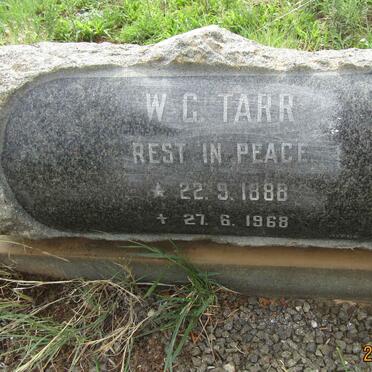 W.G. TARR
REST IN PEACE
* 22.9.1888
+ 27.6.1968